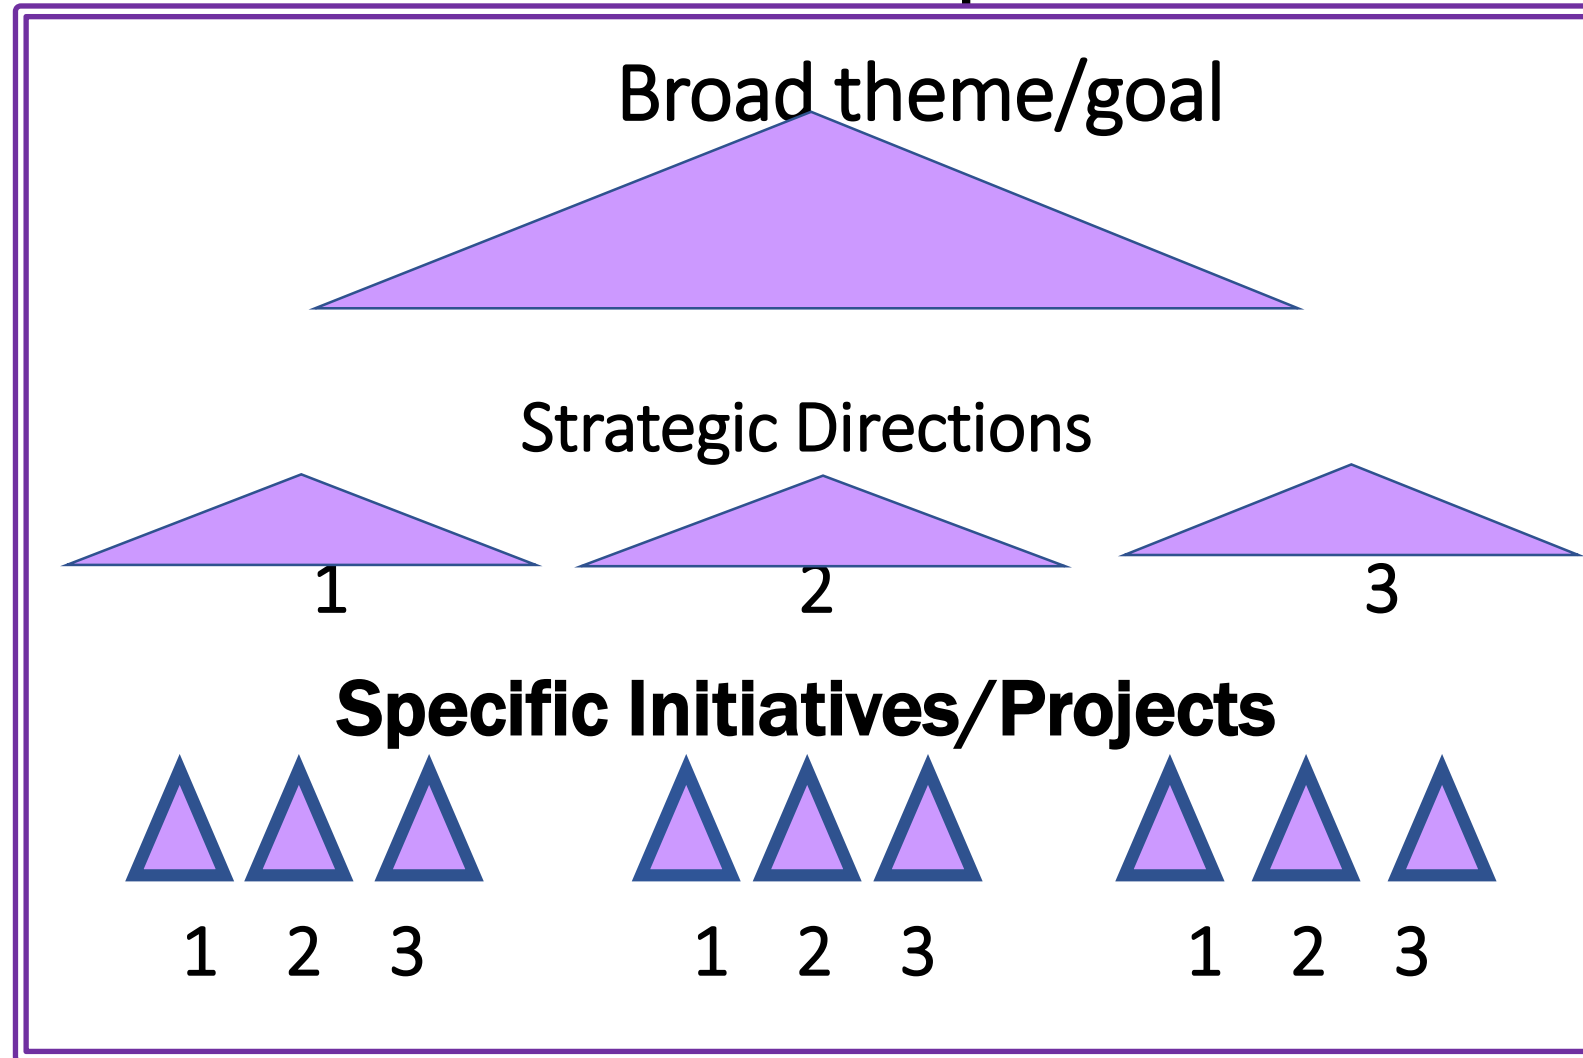 Broad theme/goal
Strategic Directions
1 2 3
Specific Initiatives/Projects
1 2 3 1 2 3 1 2 3